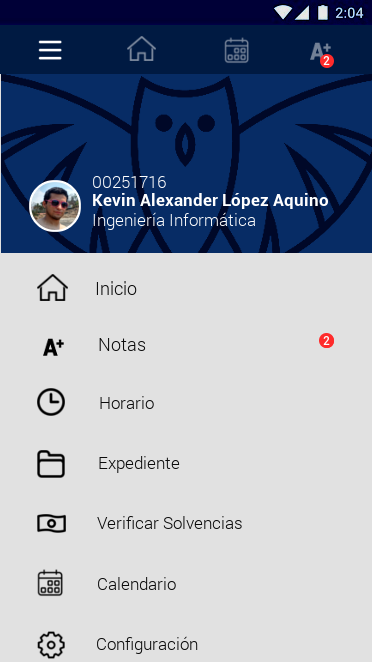 2:04
A+
2
00251716
Kevin Alexander López Aquino
Ingeniería Informática
Inicio
A+ Notas 2
Horario
Expediente
Verificar Solvencias
Calendario
Configuración